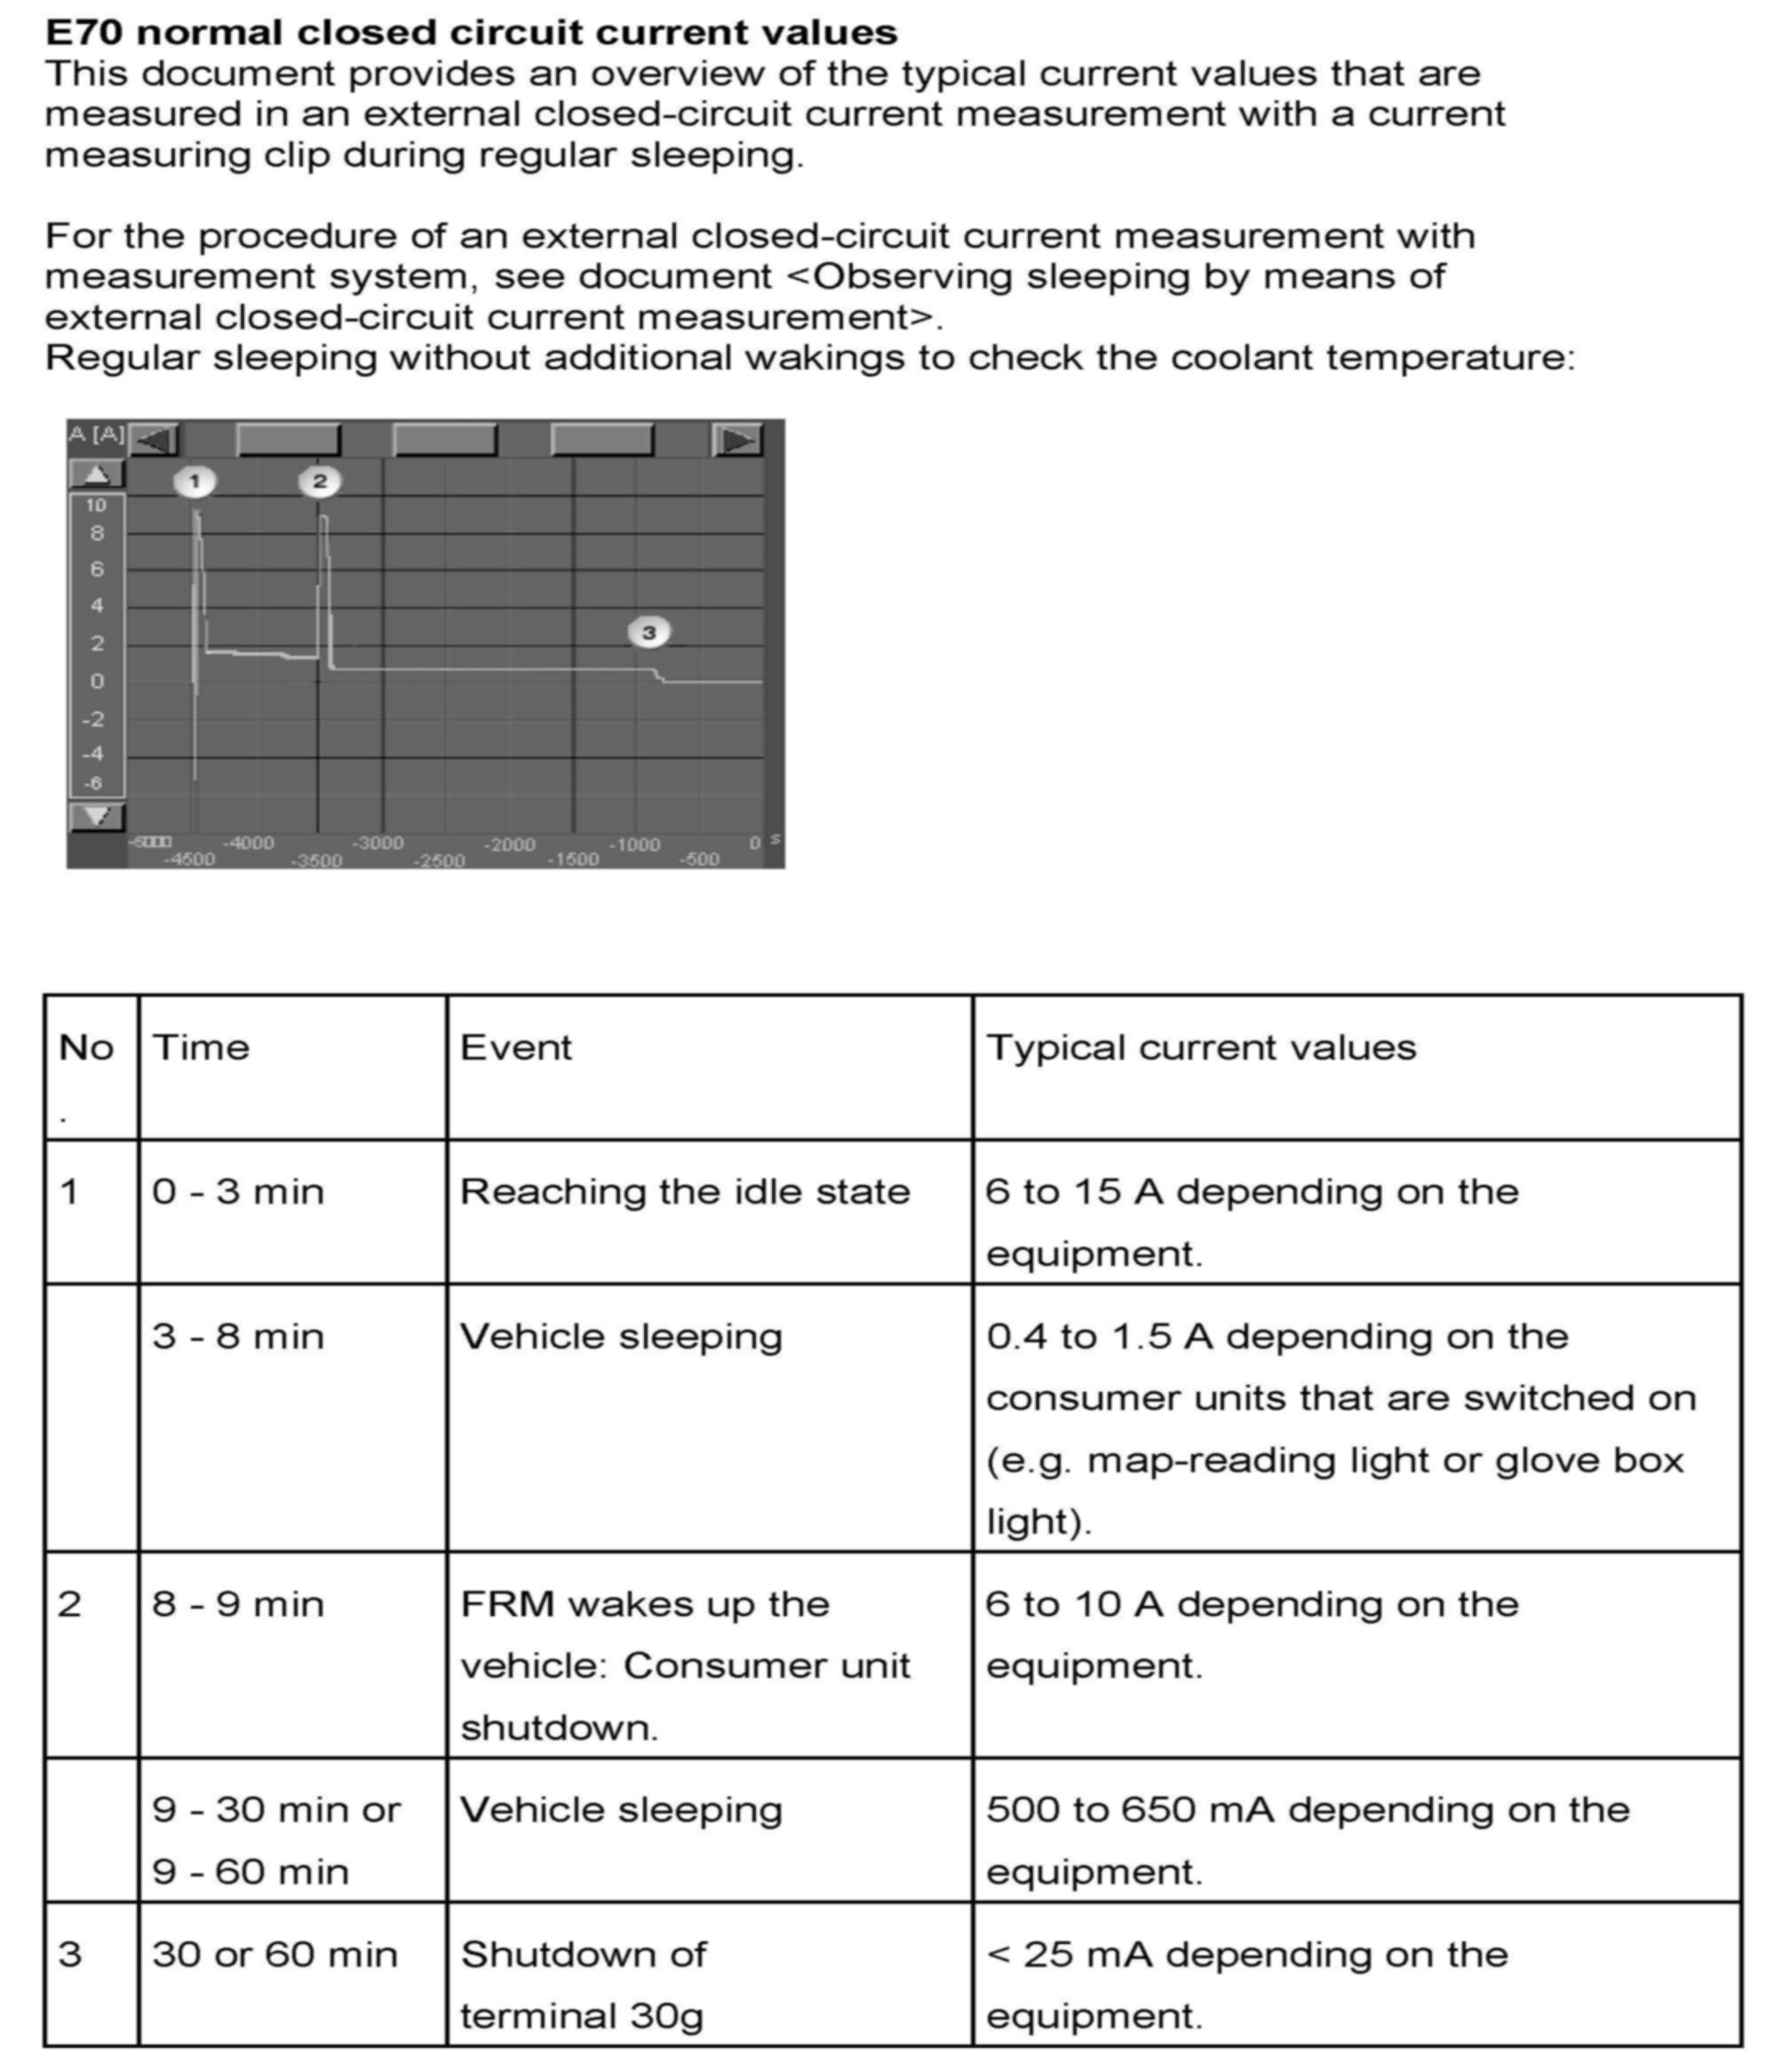 E70 normal closed circuit current values
This document provides an overview of the typical current values that are
measured in an external closed-circuit current measurement with a current
measuring clip during regular sleeping.
For the procedure of an external closed-circuit current measurement with
measurement system, see document <Observing sleeping by means of
external closed-circuit current measurement>.
Regular sleeping without additional wakings to check the coolant temperature:
A [A]
1
2
3
10
8
6
4
2
0
-2
-4
-6
-5000 -4000 -3000 -2000 -1000 0 s
-4500 -3500 -2500 -1500 -500
No
.
Time
Event
Typical current values
1
0 - 3 min
Reaching the idle state
6 to 15 A depending on the
equipment.
3 - 8 min
Vehicle sleeping
0.4 to 1.5 A depending on the
consumer units that are switched on
(e.g. map-reading light or glove box
light).
2
8 - 9 min
FRM wakes up the
vehicle: Consumer unit
shutdown.
6 to 10 A depending on the
equipment.
9 - 30 min or
9 - 60 min
Vehicle sleeping
500 to 650 mA depending on the
equipment.
3
30 or 60 min
Shutdown of
terminal 30g
< 25 mA depending on the
equipment.